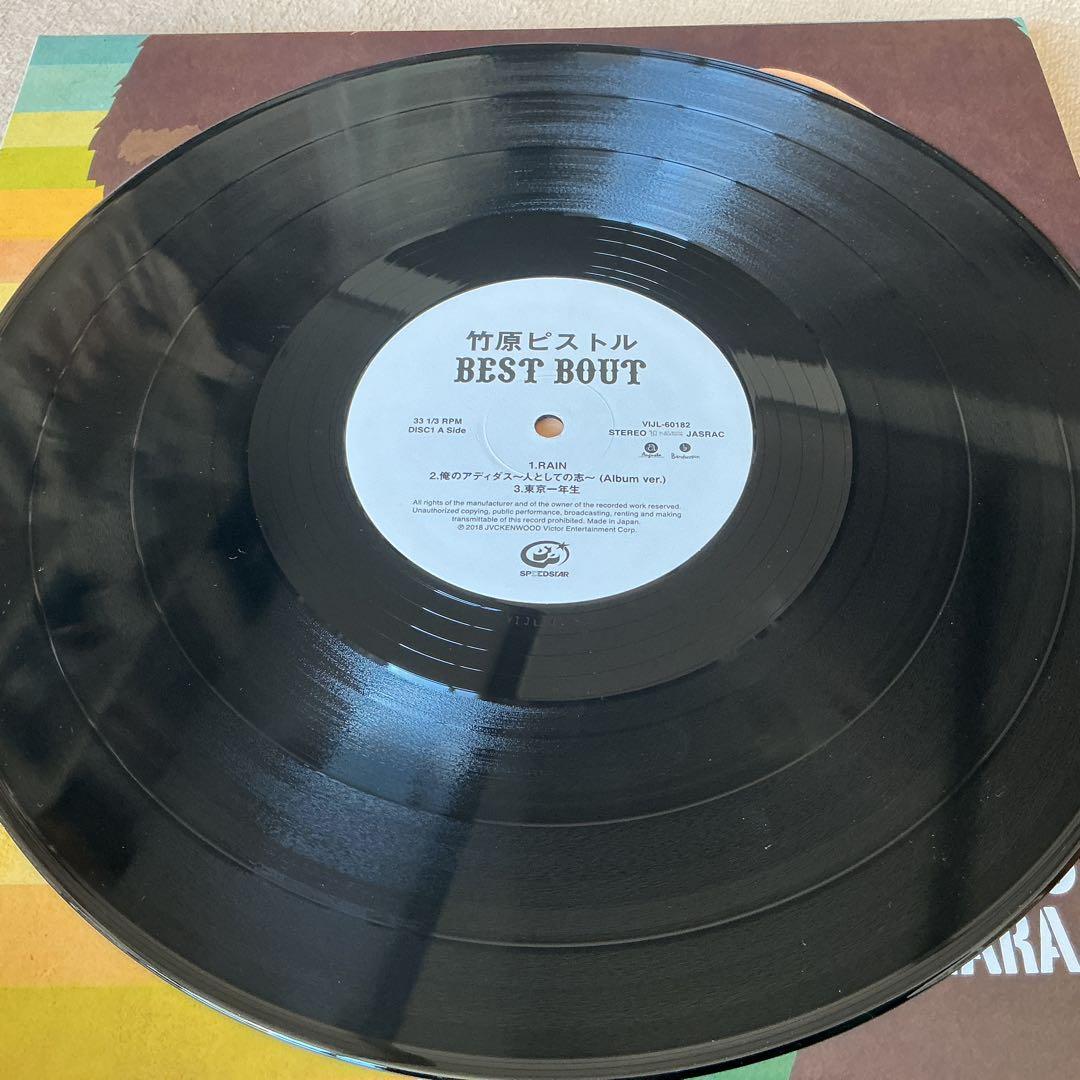 竹原ピストル
BEST BOUT
33 1/3 RPM
DISC1 A Side
VIJL-60182
STEREO
JASRAC
Augusta
1.RAIN
2.俺のアディダス〜人としての志〜 (Album ver.)
3.東京一年生
All rights of the manufacturer and of the owner of the recorded work reserved.
Unauthorized copying, public performance, broadcasting, renting and making
transmittable of this record prohibited. Made in Japan.
℗ 2018 JVCKENWOOD Victor Entertainment Corp.
SPEEDSTAR
VIJL
ARA